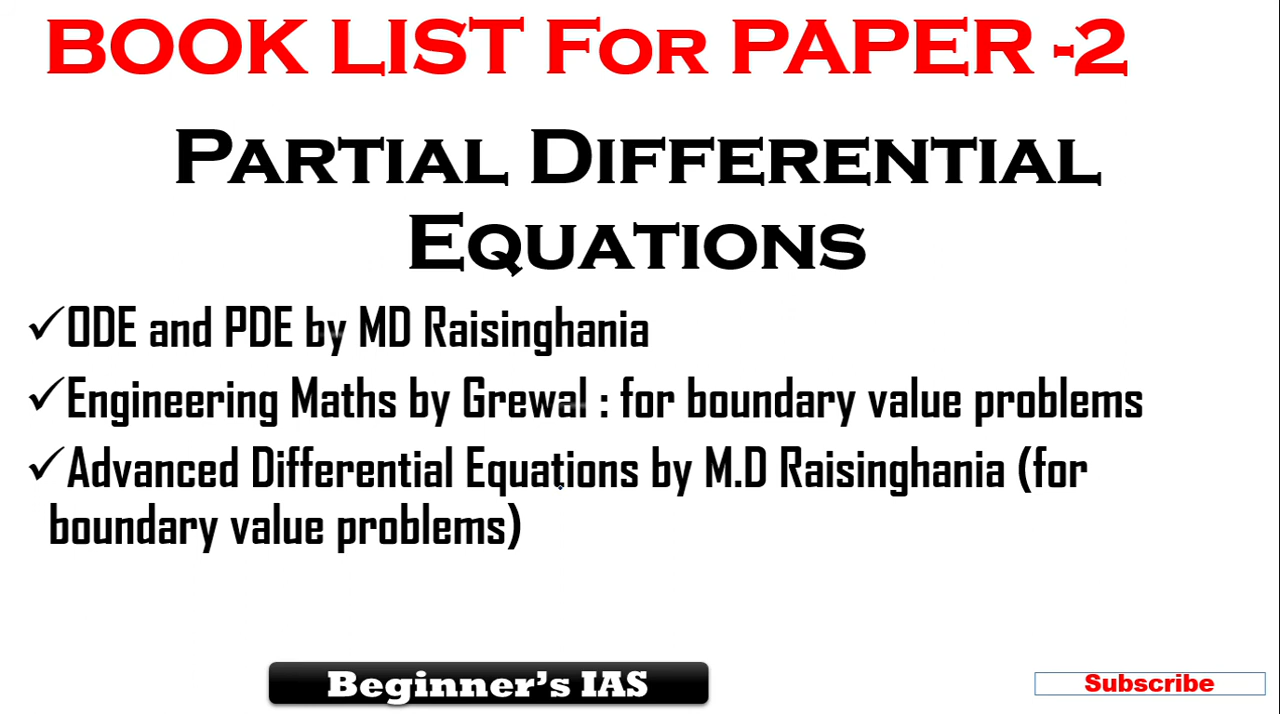 BOOK LIST FOR PAPER -2
PARTIAL DIFFERENTIAL
EQUATIONS
✓ODE and PDE by MD Raisinghania
✓Engineering Maths by Grewal : for boundary value problems
✓Advanced Differential Equations by M.D Raisinghania (for
boundary value problems)
Beginner's IAS
Subscribe